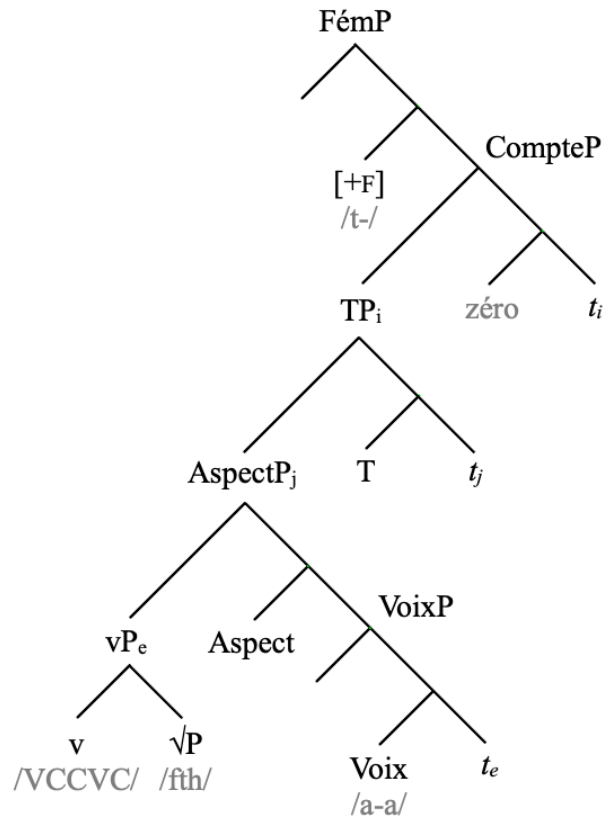 FémP
CompteP
[+F]
/t-/
TPᵢ zéro tᵢ
AspectPⱼ T tⱼ
VoixP
vPₑ Aspect
v √P
/VCCVC/ /fth/
Voix tₑ
/a-a/